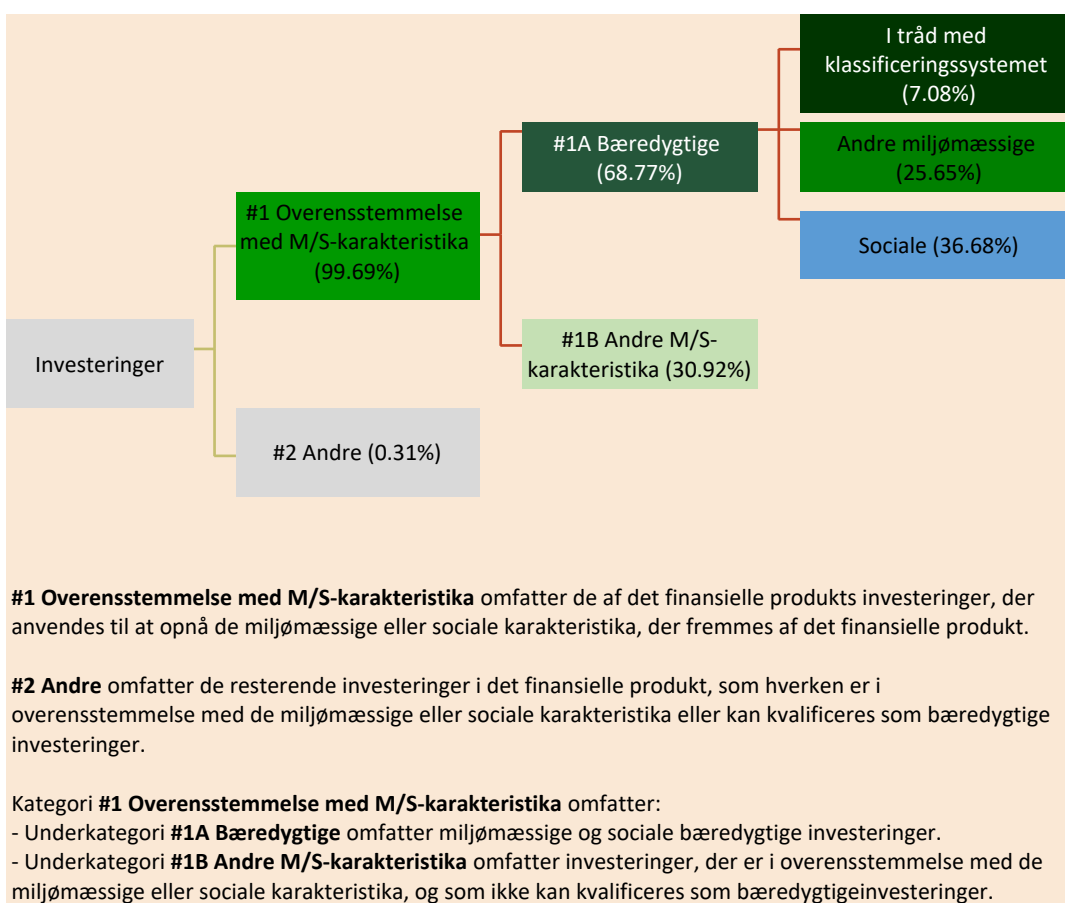 I tråd med
klassificeringssystemet
(7.08%)
#1A Bæredygtige
(68.77%)
Andre miljømæssige
(25.65%)
#1 Overensstemmelse
med M/S-karakteristika
(99.69%)
Sociale (36.68%)
Investeringer
#1B Andre M/S-
karakteristika (30.92%)
#2 Andre (0.31%)
#1 Overensstemmelse med M/S-karakteristika omfatter de af det finansielle produkts investeringer, der
anvendes til at opnå de miljømæssige eller sociale karakteristika, der fremmes af det finansielle produkt.
#2 Andre omfatter de resterende investeringer i det finansielle produkt, som hverken er i
overensstemmelse med de miljømæssige eller sociale karakteristika eller kan kvalificeres som bæredygtige
investeringer.
Kategori #1 Overensstemmelse med M/S-karakteristika omfatter:
- Underkategori #1A Bæredygtige omfatter miljømæssige og sociale bæredygtige investeringer.
- Underkategori #1B Andre M/S-karakteristika omfatter investeringer, der er i overensstemmelse med de
miljømæssige eller sociale karakteristika, og som ikke kan kvalificeres som bæredygtigeinvesteringer.